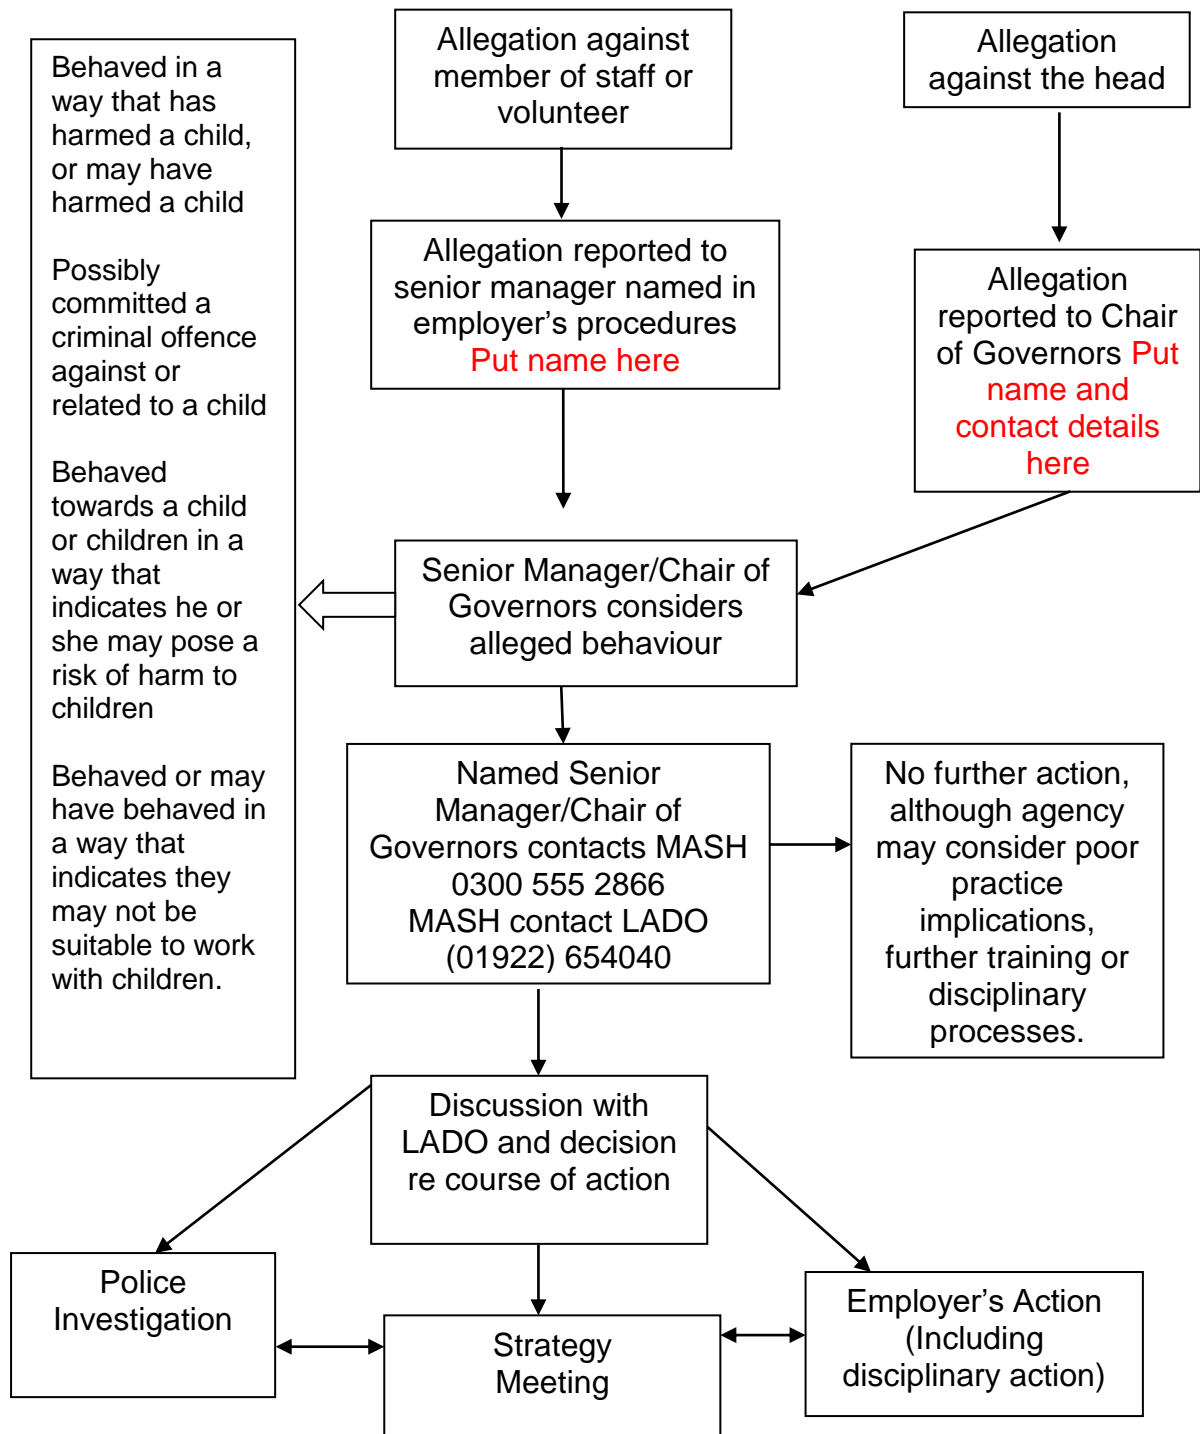 Behaved in a
way that has
harmed a child,
or may have
harmed a child
Possibly
committed a
criminal offence
against or
related to a child
Behaved
towards a child
or children in a
way that
indicates he or
she may pose a
risk of harm to
children
Behaved or may
have behaved in
a way that
indicates they
may not be
suitable to work
with children.
Allegation against
member of staff or
volunteer
Allegation
against the head
Allegation reported to
senior manager named in
employer’s procedures
Put name here
Allegation
reported to Chair
of Governors Put
name and
contact details
here
Senior Manager/Chair of
Governors considers
alleged behaviour
Named Senior
Manager/Chair of
Governors contacts MASH
0300 555 2866
MASH contact LADO
(01922) 654040
No further action,
although agency
may consider poor
practice
implications,
further training or
disciplinary
processes.
Discussion with
LADO and decision
re course of action
Police
Investigation
Strategy
Meeting
Employer’s Action
(Including
disciplinary action)